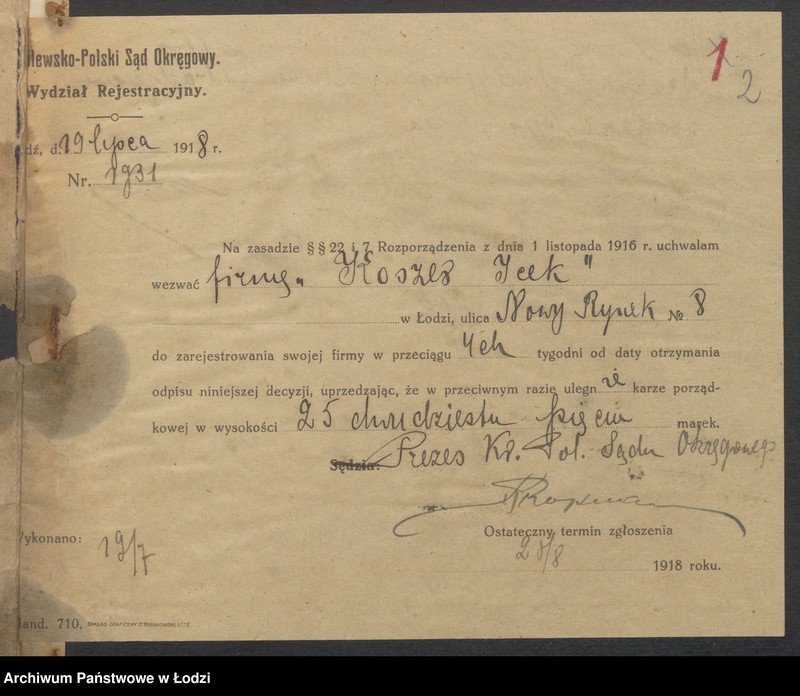 1
2
lewsko-Polski Sąd Okręgowy.
Wydział Rejestracyjny.
dź, d. 19 lipca 1918 r.
Nr. 1931
Na zasadzie §§ 22 i 7 Rozporządzenia z dnia 1 listopada 1916 r. uchwalam
wezwać firmę „Koszer Icek"
w Łodzi, ulica Nowy Rynek № 8
do zarejestrowania swojej firmy w przeciągu 4ch tygodni od daty otrzymania
odpisu niniejszej decyzji, uprzedzając, że w przeciwnym razie ulegnie karze porząd-
kowej w wysokości 25 dwudziestu pięciu marek.
Sędzia: Prezes Kr. Pol. Sądu Okręgowego
Ostateczny termin zgłoszenia
/8 1918 roku.
Wykonano: 19/7
and. 710.
Archiwum Państwowe w Łodzi